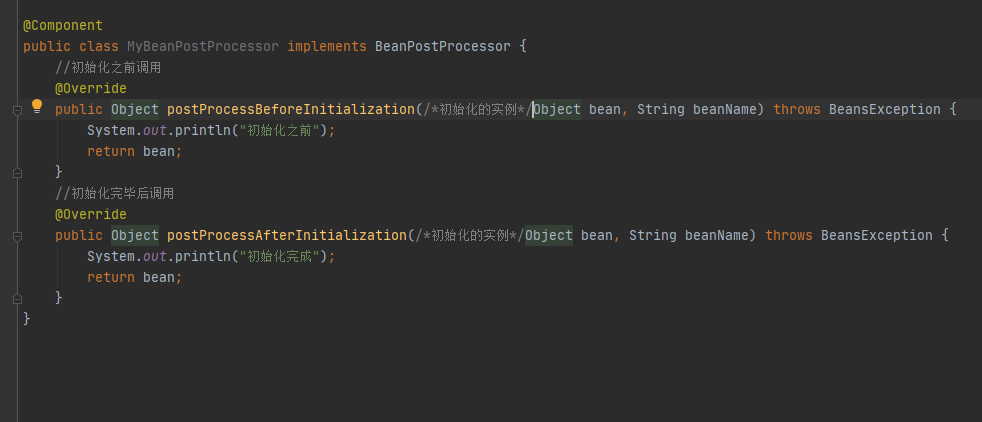 @Component
public class MyBeanPostProcessor implements BeanPostProcessor {
//初始化之前调用
@Override
public Object postProcessBeforeInitialization(/*初始化的实例*/Object bean, String beanName) throws BeansException {
System.out.println("初始化之前");
return bean;
}
//初始化完毕后调用
@Override
public Object postProcessAfterInitialization(/*初始化的实例*/Object bean, String beanName) throws BeansException {
System.out.println("初始化完成");
return bean;
}
}